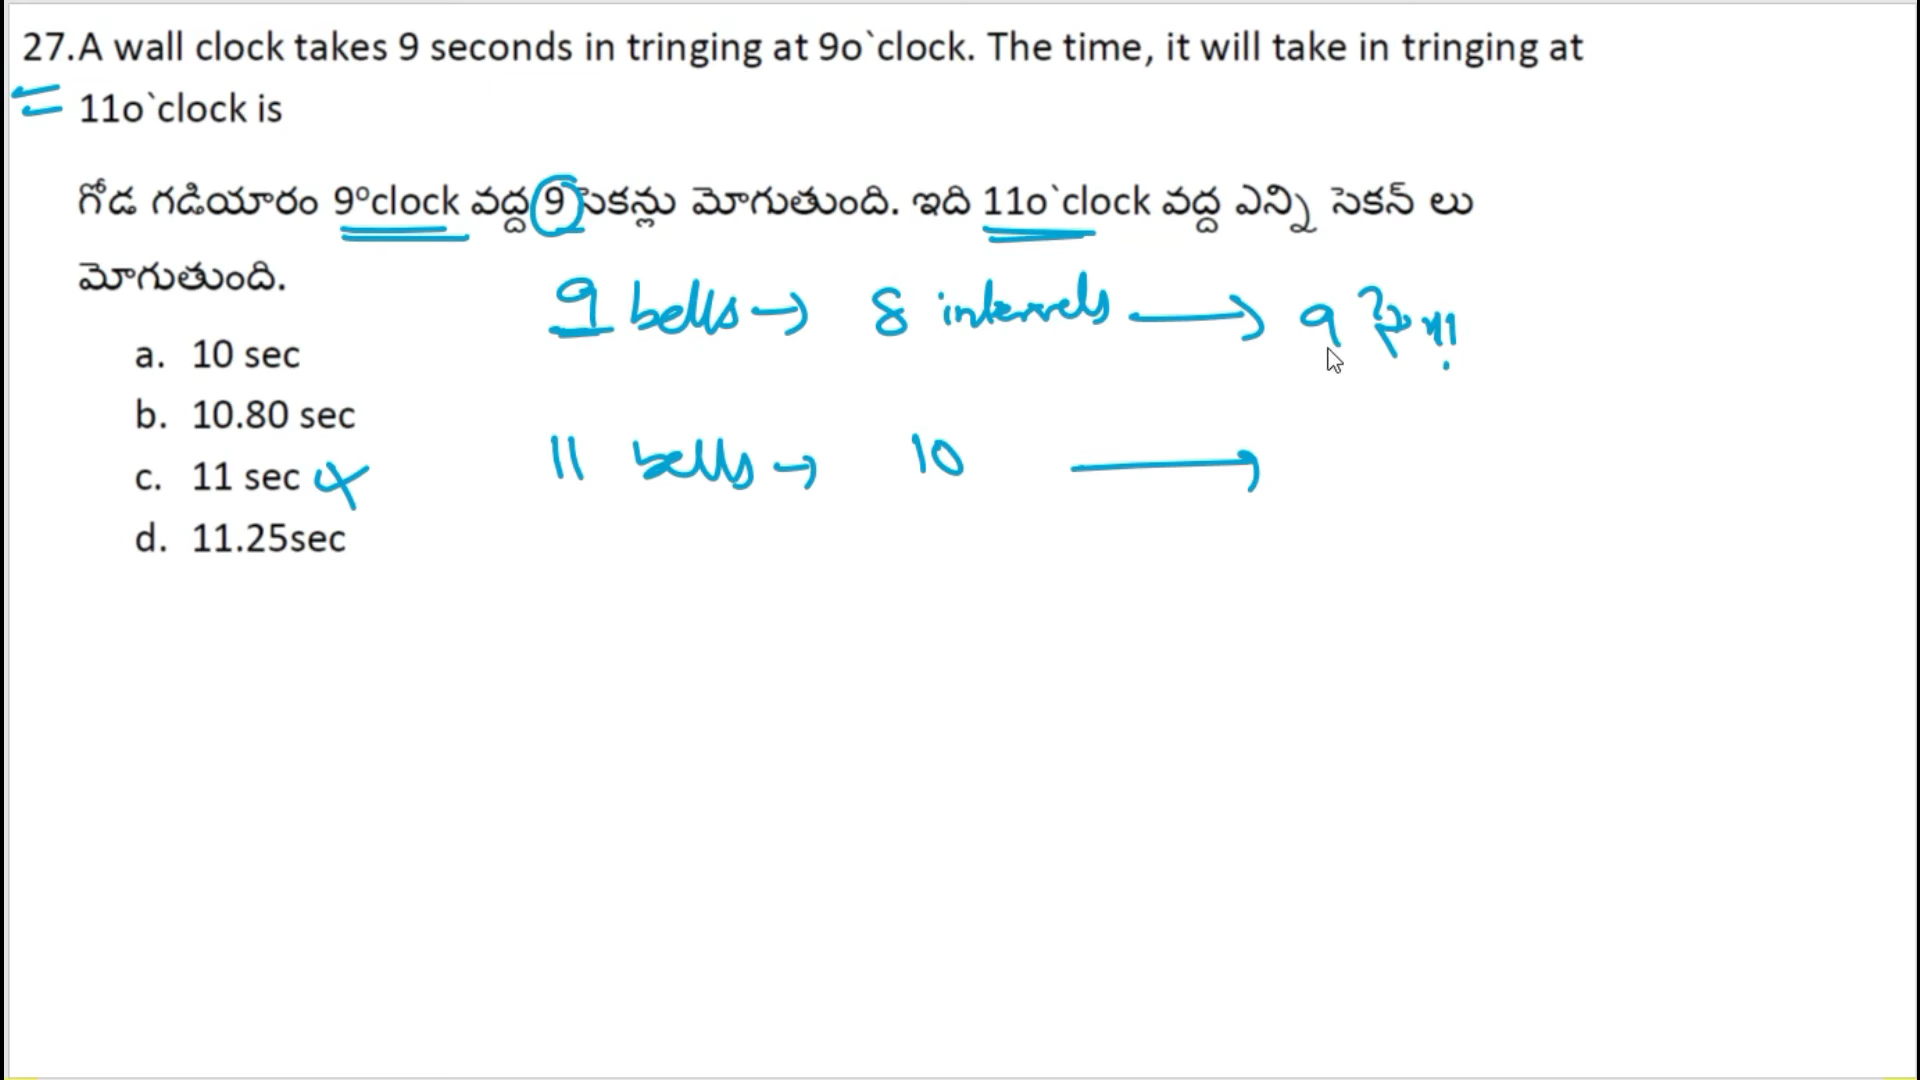 27.A wall clock takes 9 seconds in tringing at 9o`clock. The time, it will take in tringing at
11o`clock is
గోడ గడియారం 9°clock వద్ద 9 సెకన్లు మోగుతుంది. ఇది 11o`clock వద్ద ఎన్ని సెకన్ లు
మోగుతుంది.
9 bells → 8 intervels → 9
a. 10 sec
b. 10.80 sec
11 bells → 10 →
c. 11 sec
d. 11.25sec